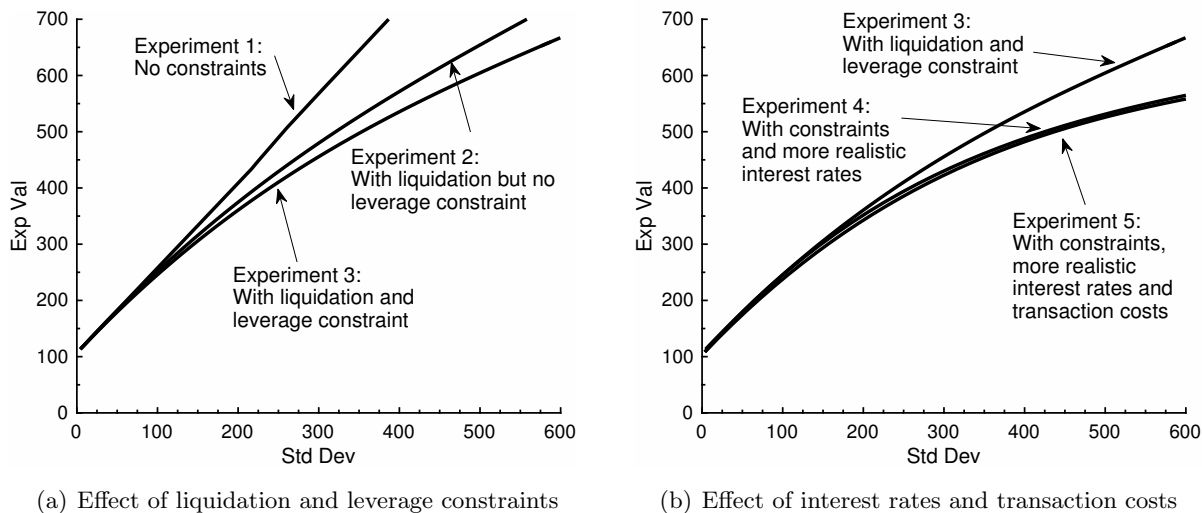 700
600
500
400
300
200
100
0
Exp Val
0 100 200 300 400 500 600
Std Dev
Experiment 1:
No constraints
Experiment 2:
With liquidation but no
leverage constraint
Experiment 3:
With liquidation and
leverage constraint
(a) Effect of liquidation and leverage constraints
700
600
500
400
300
200
100
0
Exp Val
0 100 200 300 400 500 600
Std Dev
Experiment 3:
With liquidation and
leverage constraint
Experiment 4:
With constraints
and more realistic
interest rates
Experiment 5:
With constraints,
more realistic
interest rates and
transaction costs
(b) Effect of interest rates and transaction costs